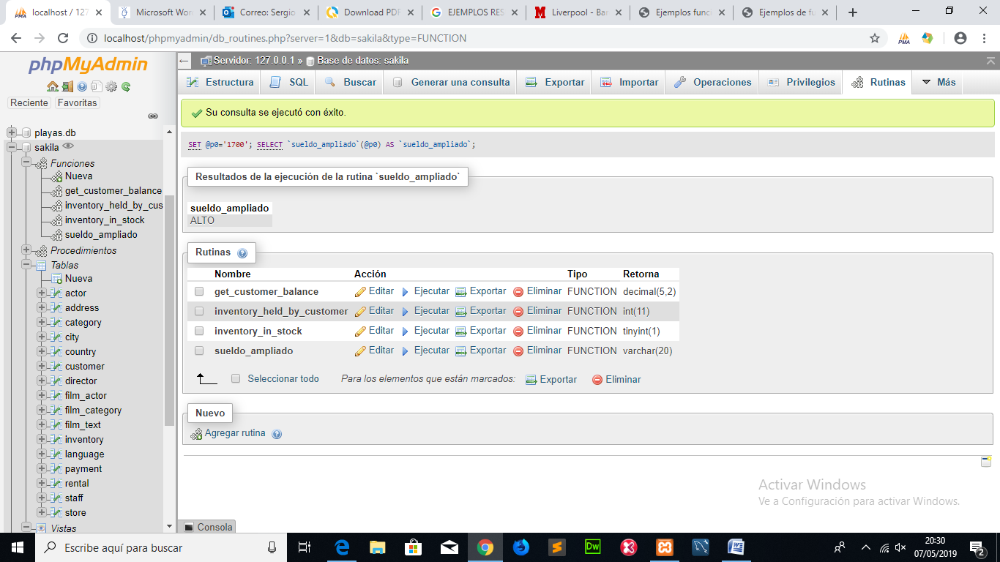 localhost / 127
Microsoft Wor
Correo: Sergio
Download PDF
EJEMPLOS RES
Liverpool - Bar
Ejemplos func
Ejemplos de fu
localhost/phpmyadmin/db_routines.php?server=1&db=sakila&type=FUNCTION
PMA
phpMyAdmin
Reciente Favoritas
playas.db
sakila
Funciones
Nueva
get_customer_balance
inventory_held_by_cus
inventory_in_stock
sueldo_ampliado
Procedimientos
Tablas
Nueva
actor
address
category
city
country
customer
director
film_actor
film_category
film_text
inventory
language
payment
rental
staff
store
Vistas
Servidor: 127.0.0.1 » Base de datos: sakila
Estructura SQL Buscar Generar una consulta Exportar Importar Operaciones Privilegios Rutinas Más
Su consulta se ejecutó con éxito.
SET @p0='1700'; SELECT `sueldo_ampliado`(@p0) AS `sueldo_ampliado`;
Resultados de la ejecución de la rutina `sueldo_ampliado`
sueldo_ampliado
ALTO
Rutinas
Nombre Acción Tipo Retorna
get_customer_balance Editar Ejecutar Exportar Eliminar FUNCTION decimal(5,2)
inventory_held_by_customer Editar Ejecutar Exportar Eliminar FUNCTION int(11)
inventory_in_stock Editar Ejecutar Exportar Eliminar FUNCTION tinyint(1)
sueldo_ampliado Editar Ejecutar Exportar Eliminar FUNCTION varchar(20)
Seleccionar todo Para los elementos que están marcados: Exportar Eliminar
Nuevo
Agregar rutina
Activar Windows
Ve a Configuración para activar Windows.
Consola
Escribe aquí para buscar
Dw
20:30
07/05/2019
2